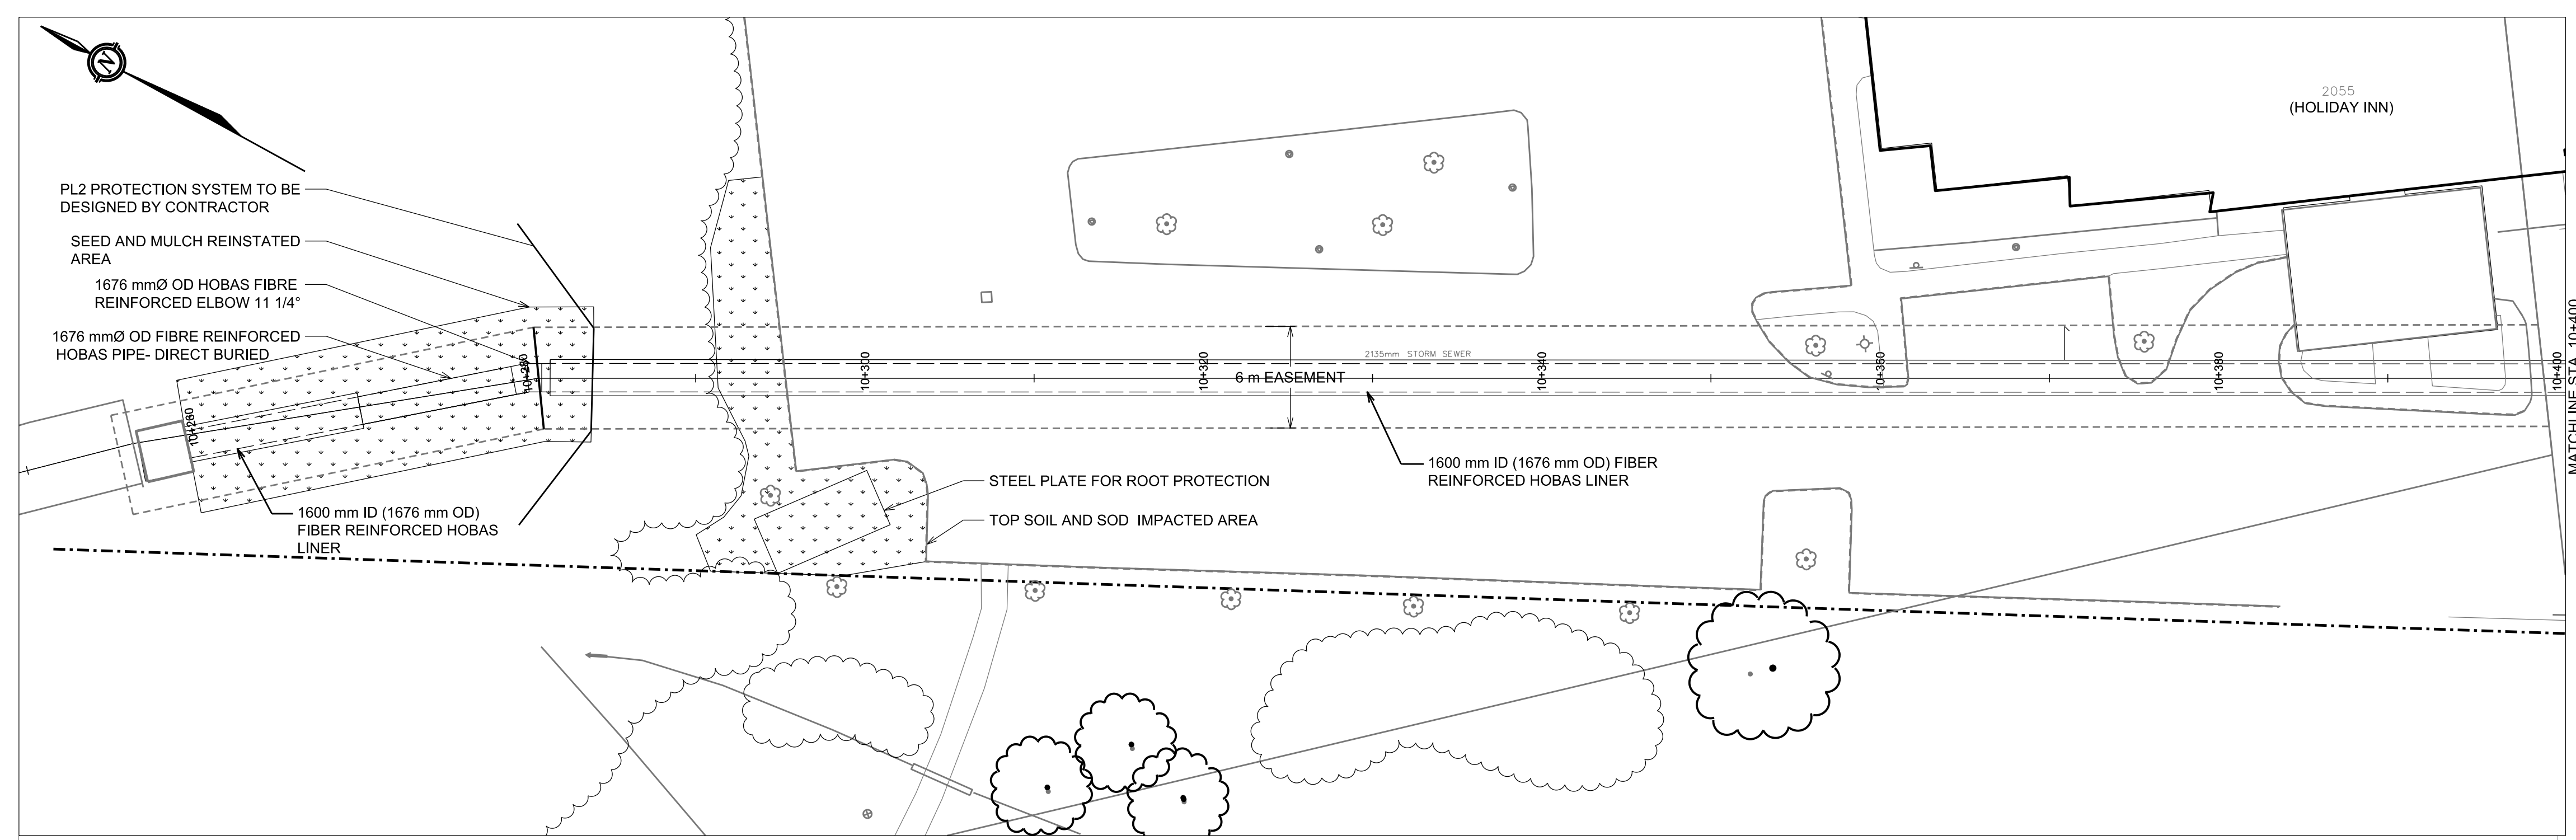 N
2055
(HOLIDAY INN)
PL2 PROTECTION SYSTEM TO BE
DESIGNED BY CONTRACTOR
SEED AND MULCH REINSTATED
AREA
1676 mmØ OD HOBAS FIBRE
REINFORCED ELBOW 11 1/4°
1676 mmØ OD FIBRE REINFORCED
HOBAS PIPE- DIRECT BURIED
10+260
10+280
10+300
10+320
10+340
10+360
10+380
10+400
2135mm STORM SEWER
6 m EASEMENT
MATCHLINE STA. 10+400
1600 mm ID (1676 mm OD) FIBER
REINFORCED HOBAS LINER
STEEL PLATE FOR ROOT PROTECTION
TOP SOIL AND SOD IMPACTED AREA
1600 mm ID (1676 mm OD)
FIBER REINFORCED HOBAS
LINER